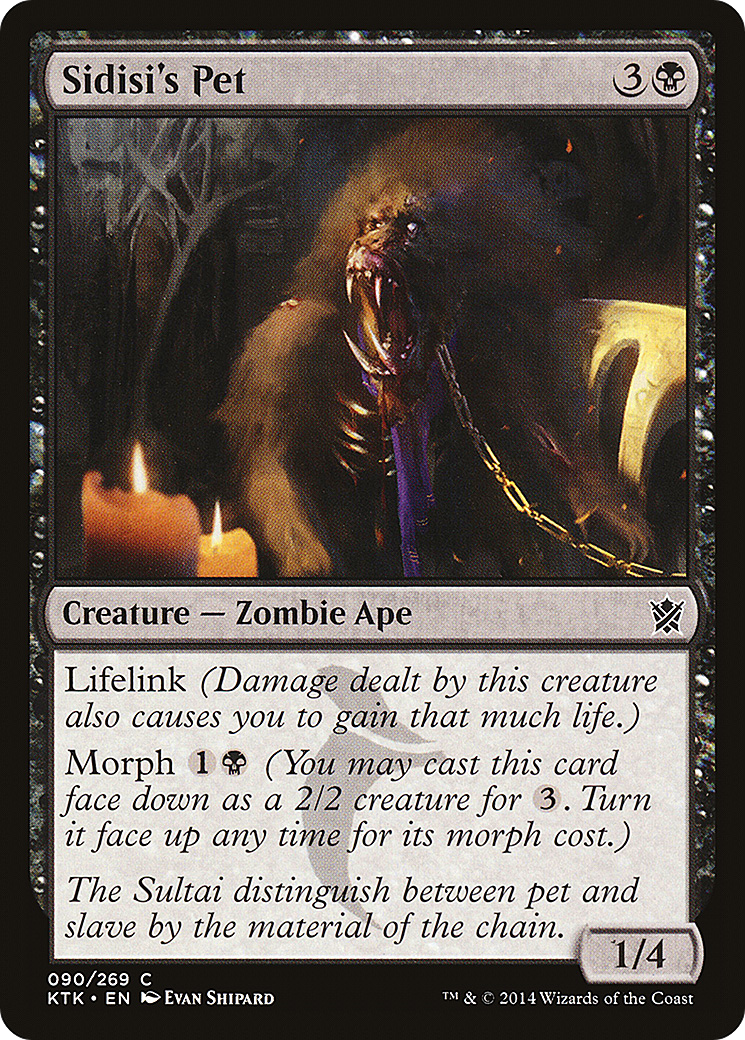 Sidisi's Pet
3
Creature — Zombie Ape
Lifelink (Damage dealt by this creature
also causes you to gain that much life.)
Morph 1 (You may cast this card
face down as a 2/2 creature for 3. Turn
it face up any time for its morph cost.)
The Sultai distinguish between pet and
slave by the material of the chain.
1/4
090/269 C
KTK • EN Evan Shipard
™ & © 2014 Wizards of the Coast